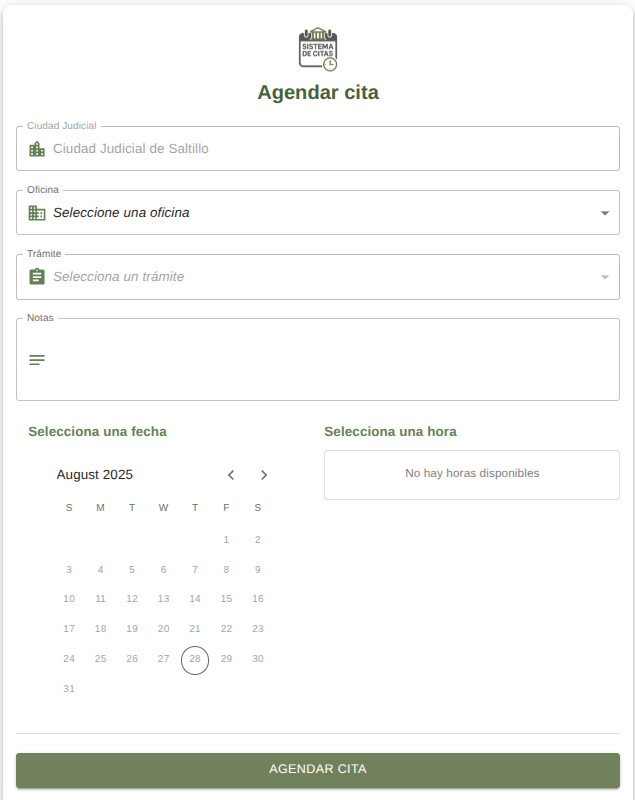 SISTEMA
DE CITAS
Agendar cita
Ciudad Judicial
Ciudad Judicial de Saltillo
Oficina
Seleccione una oficina
Trámite
Selecciona un trámite
Notas
Selecciona una fecha
August 2025
S M T W T F S
1 2
3 4 5 6 7 8 9
10 11 12 13 14 15 16
17 18 19 20 21 22 23
24 25 26 27 28 29 30
31
Selecciona una hora
No hay horas disponibles
AGENDAR CITA